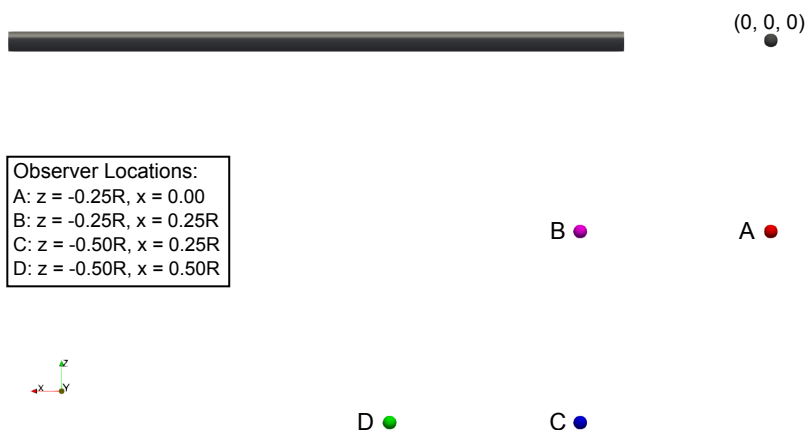 (0, 0, 0)
Observer Locations:
A: z = -0.25R, x = 0.00
B: z = -0.25R, x = 0.25R
C: z = -0.50R, x = 0.25R
D: z = -0.50R, x = 0.50R
B
A
Z
X
Y
D
C